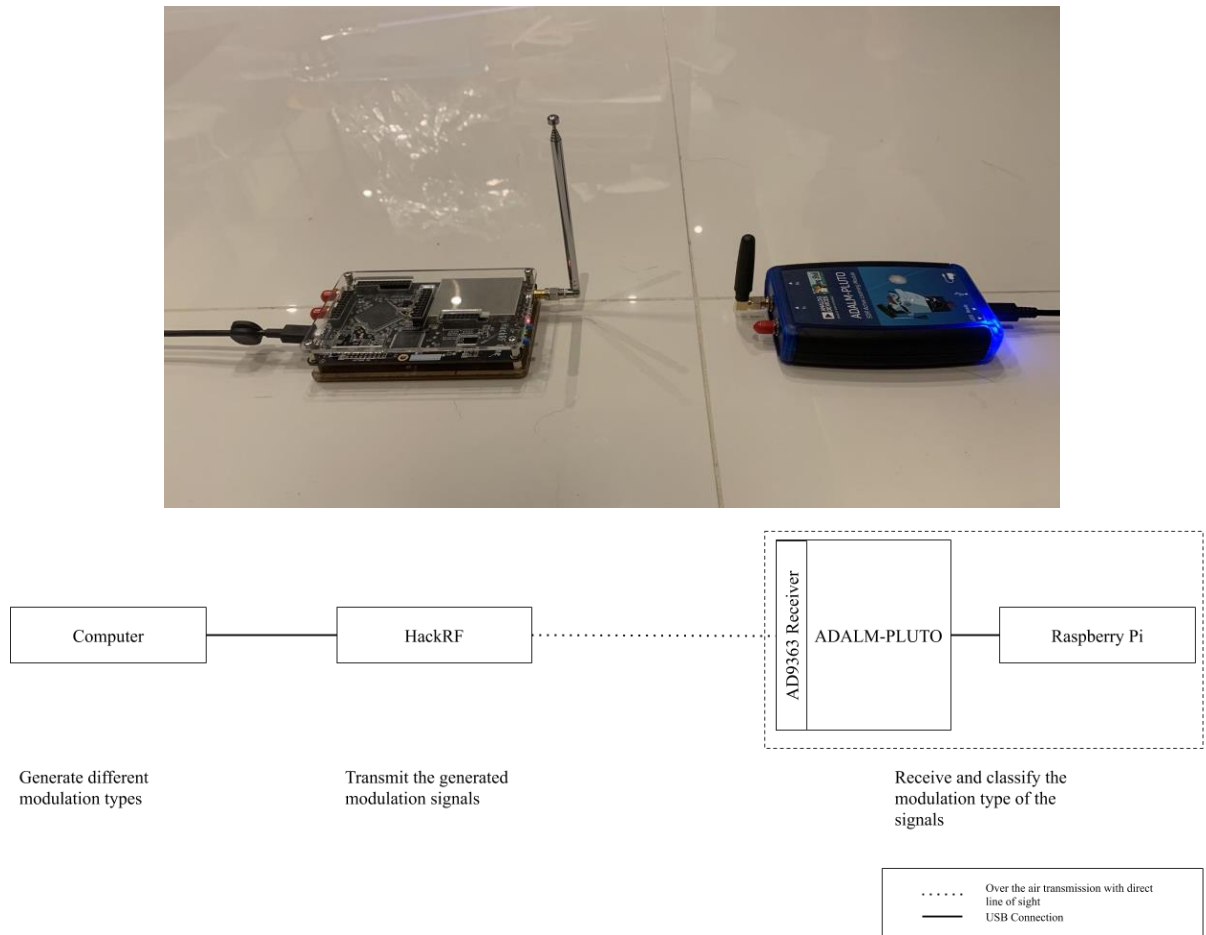 ADALM-PLUTO
Computer
HackRF
AD9363 Receiver
ADALM-PLUTO
Raspberry Pi
Generate different
modulation types
Transmit the generated
modulation signals
Receive and classify the
modulation type of the
signals
Over the air transmission with direct
line of sight
USB Connection